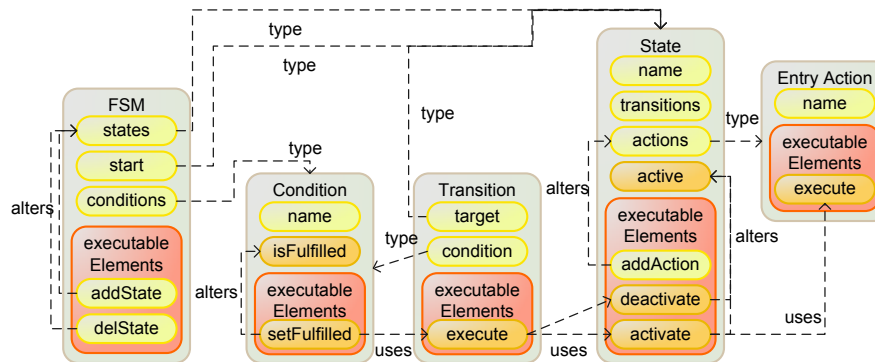 type
type
type
type
type
type
FSM
states
start
conditions
alters
executable
Elements
addState
delState
Condition
name
isFulfilled
alters
executable
Elements
setFulfilled
uses
Transition
target
condition
executable
Elements
execute
uses
State
name
transitions
actions
active
alters
executable
Elements
addAction
deactivate
activate
alters
uses
Entry Action
name
executable
Elements
execute